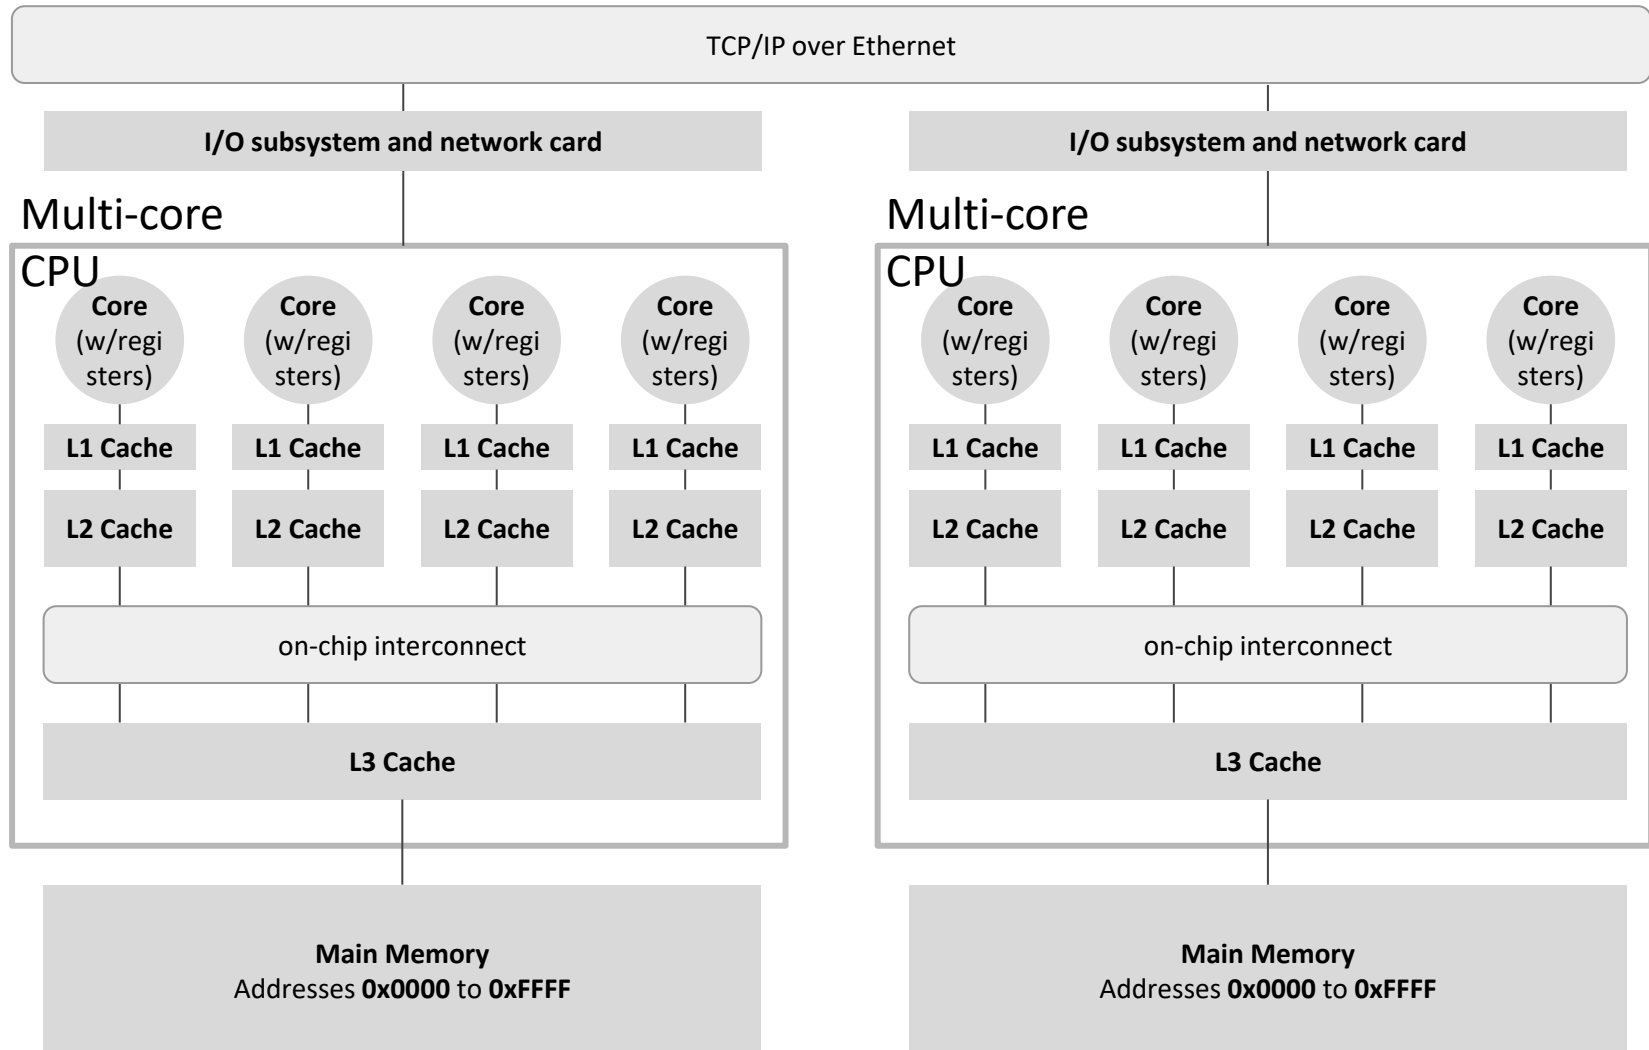 TCP/IP over Ethernet
I/O subsystem and network card
I/O subsystem and network card
Multi-core
CPU
Core
(w/regi
sters)
Core
(w/regi
sters)
Core
(w/regi
sters)
Core
(w/regi
sters)
L1 Cache
L1 Cache
L1 Cache
L1 Cache
L2 Cache
L2 Cache
L2 Cache
L2 Cache
on-chip interconnect
L3 Cache
Main Memory
Addresses 0x0000 to 0xFFFF
Multi-core
CPU
Core
(w/regi
sters)
Core
(w/regi
sters)
Core
(w/regi
sters)
Core
(w/regi
sters)
L1 Cache
L1 Cache
L1 Cache
L1 Cache
L2 Cache
L2 Cache
L2 Cache
L2 Cache
on-chip interconnect
L3 Cache
Main Memory
Addresses 0x0000 to 0xFFFF